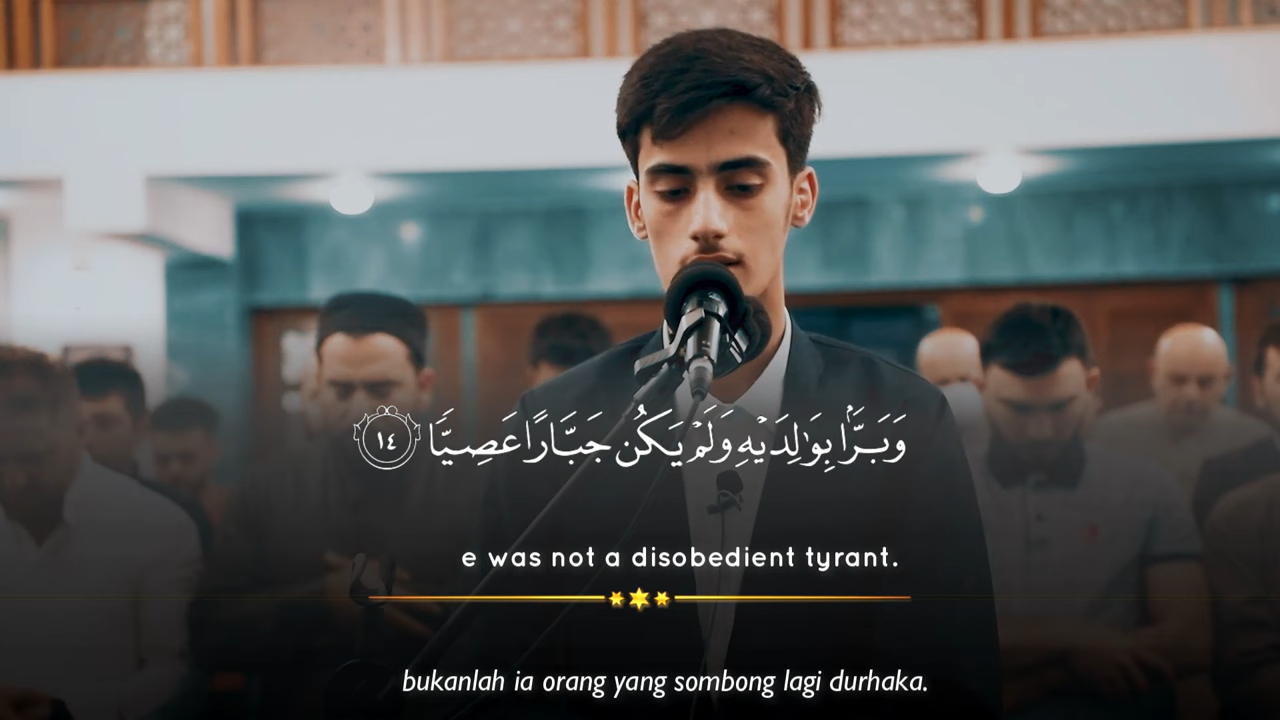 وَبَرًّۢا بِوَٰلِدَيْهِ وَلَمْ يَكُن جَبَّارًا عَصِيًّا ١٤
e was not a disobedient tyrant.
bukanlah ia orang yang sombong lagi durhaka.